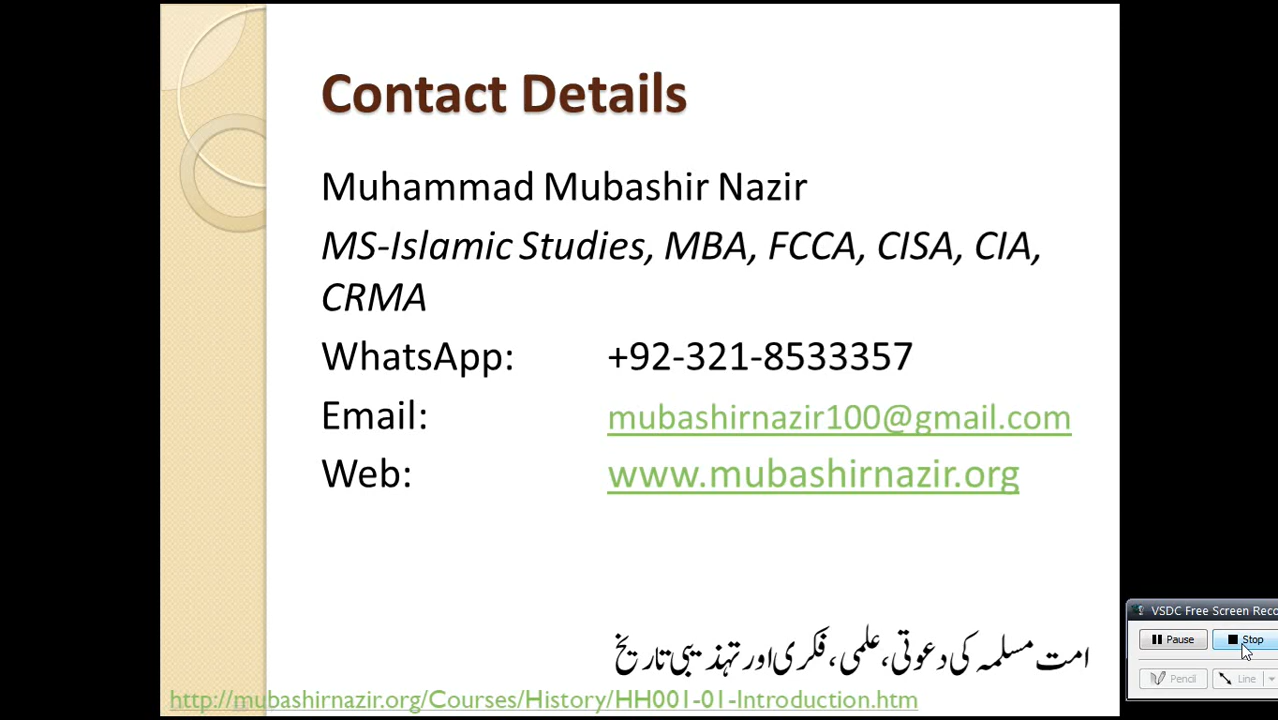 Contact Details
Muhammad Mubashir Nazir
MS-Islamic Studies, MBA, FCCA, CISA, CIA,
CRMA
WhatsApp: +92-321-8533357
Email: mubashirnazir100@gmail.com
Web: www.mubashirnazir.org
امت مسلمہ کی دعوتی، علمی، فکری اور تہذیبی تاریخ
http://mubashirnazir.org/Courses/History/HH001-01-Introduction.htm
VSDC Free Screen Reco
Pause Stop
Pencil Line